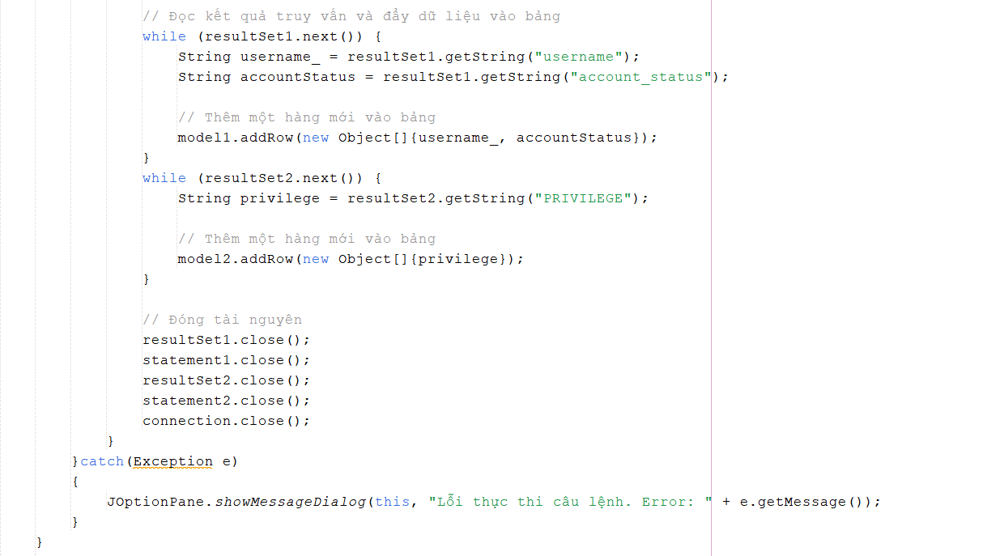 // Đọc kết quả truy vấn và đẩy dữ liệu vào bảng
while (resultSet1.next()) {
String username_ = resultSet1.getString("username");
String accountStatus = resultSet1.getString("account_status");
// Thêm một hàng mới vào bảng
model1.addRow(new Object[]{username_, accountStatus});
}
while (resultSet2.next()) {
String privilege = resultSet2.getString("PRIVILEGE");
// Thêm một hàng mới vào bảng
model2.addRow(new Object[]{privilege});
}
// Đóng tài nguyên
resultSet1.close();
statement1.close();
resultSet2.close();
statement2.close();
connection.close();
}
}catch(Exception e)
{
JOptionPane.showMessageDialog(this, "Lỗi thực thi câu lệnh. Error: " + e.getMessage());
}
}